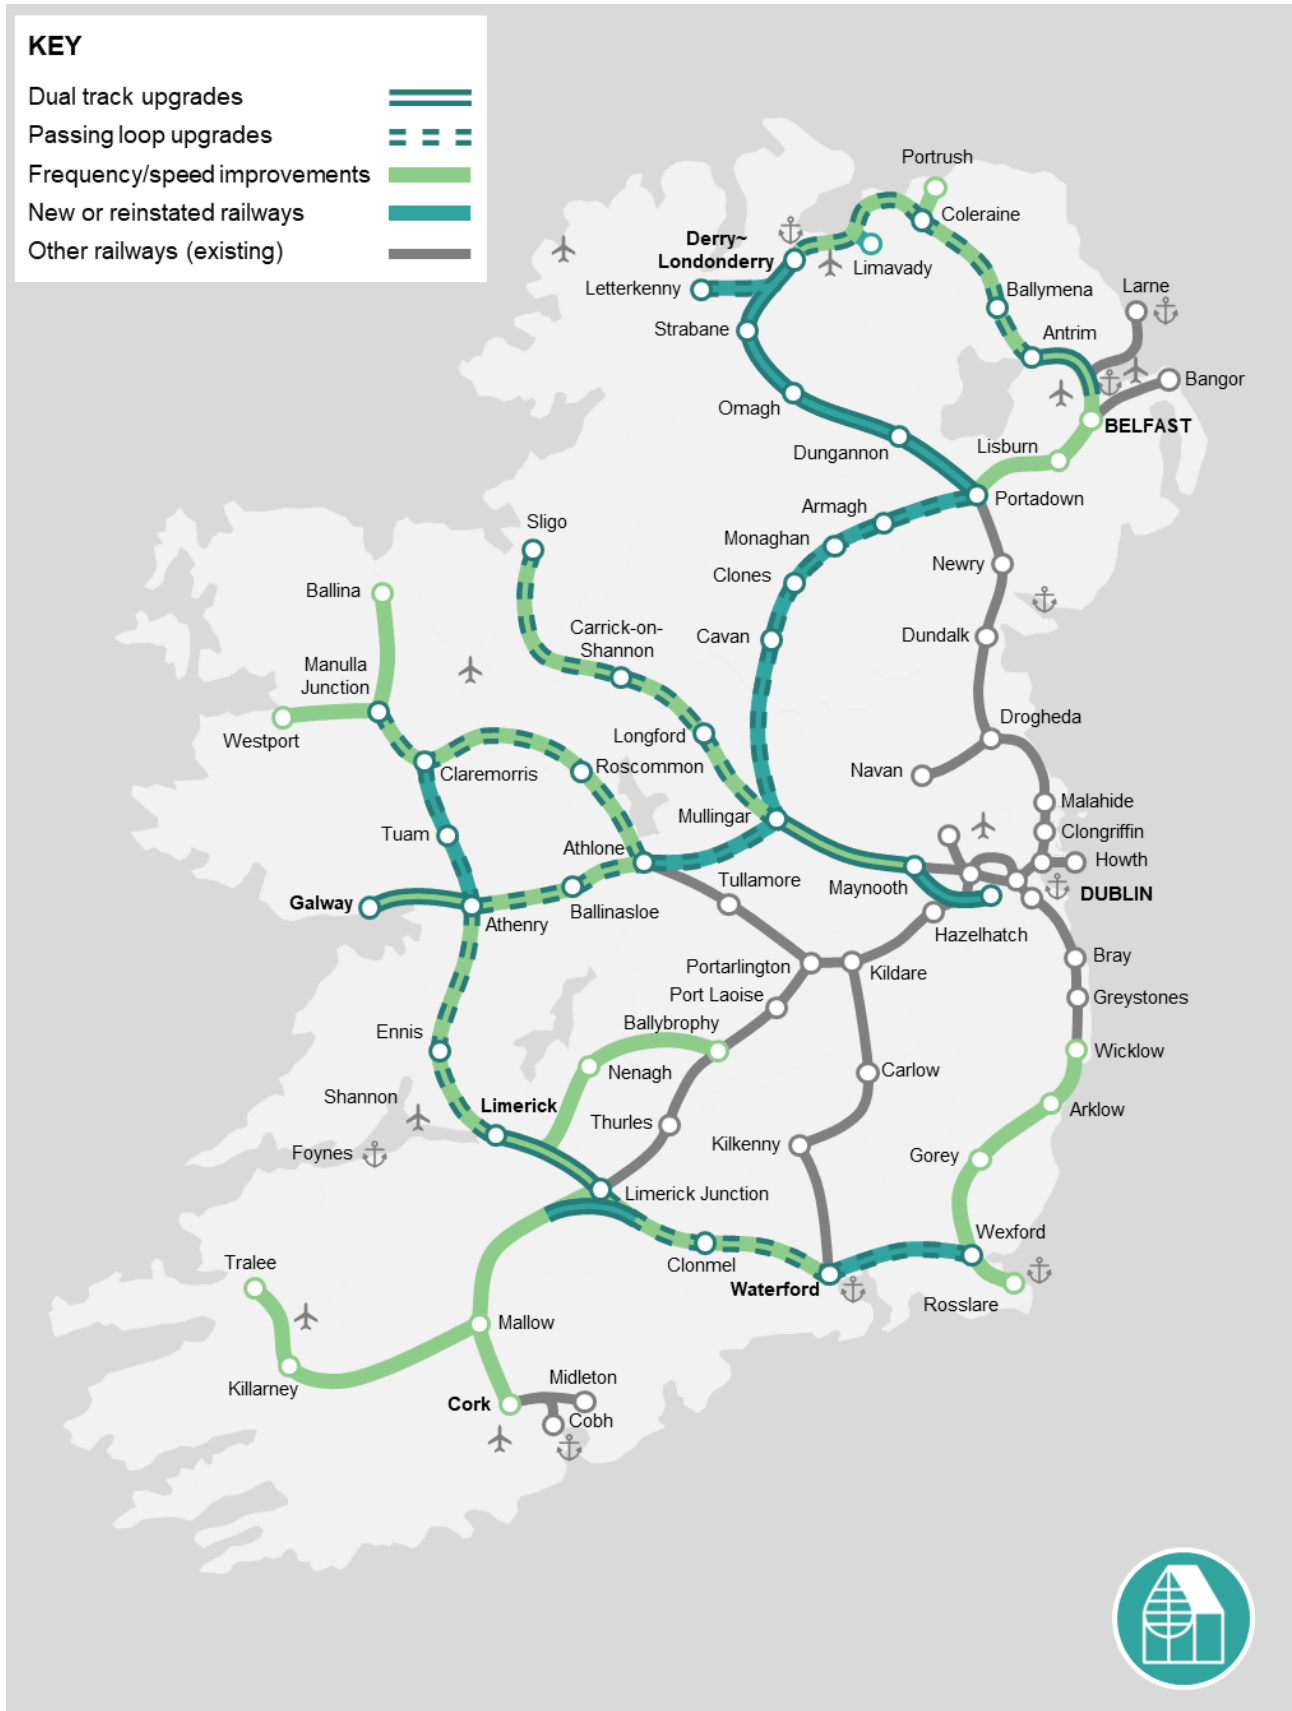 KEY
Dual track upgrades
Passing loop upgrades
Frequency/speed improvements
New or reinstated railways
Other railways (existing)
Portrush
Coleraine
Derry~
Londonderry
Limavady
Letterkenny
Ballymena
Larne
Strabane
Antrim
Bangor
Omagh
BELFAST
Lisburn
Dungannon
Portadown
Armagh
Sligo
Monaghan
Newry
Clones
Ballina
Carrick-on-
Shannon
Cavan
Dundalk
Manulla
Junction
Drogheda
Westport
Longford
Roscommon
Claremorris
Navan
Malahide
Mullingar
Clongriffin
Tuam
Athlone
Howth
Tullamore
Maynooth
DUBLIN
Galway
Ballinasloe
Athenry
Hazelhatch
Bray
Portarlington
Kildare
Port Laoise
Greystones
Ballybrophy
Ennis
Wicklow
Nenagh
Carlow
Shannon
Limerick
Arklow
Thurles
Kilkenny
Foynes
Gorey
Limerick Junction
Wexford
Tralee
Clonmel
Waterford
Rosslare
Mallow
Killarney
Midleton
Cork
Cobh